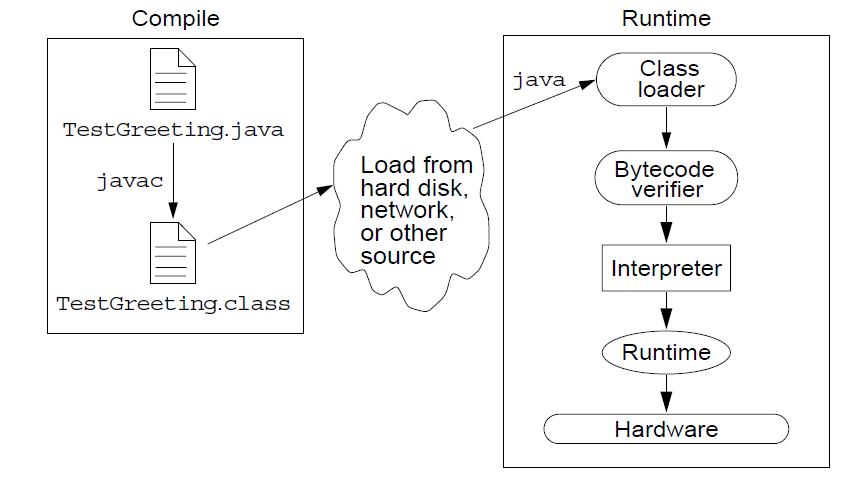 Compile
TestGreeting.java
javac
TestGreeting.class
Load from
hard disk,
network,
or other
source
Runtime
java
Class
loader
Bytecode
verifier
Interpreter
Runtime
Hardware